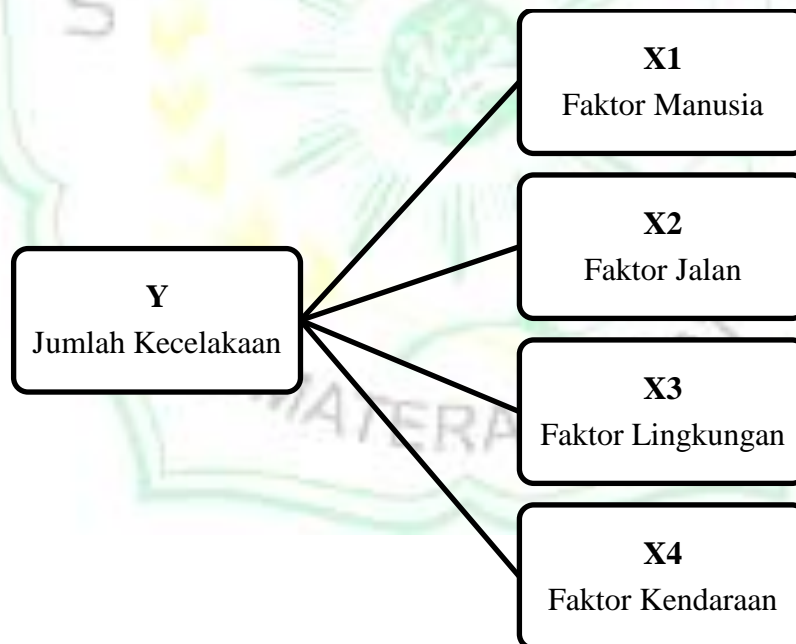 S
X1
Faktor Manusia
X2
Faktor Jalan
Y
Jumlah Kecelakaan
X3
Faktor Lingkungan
X4
Faktor Kendaraan